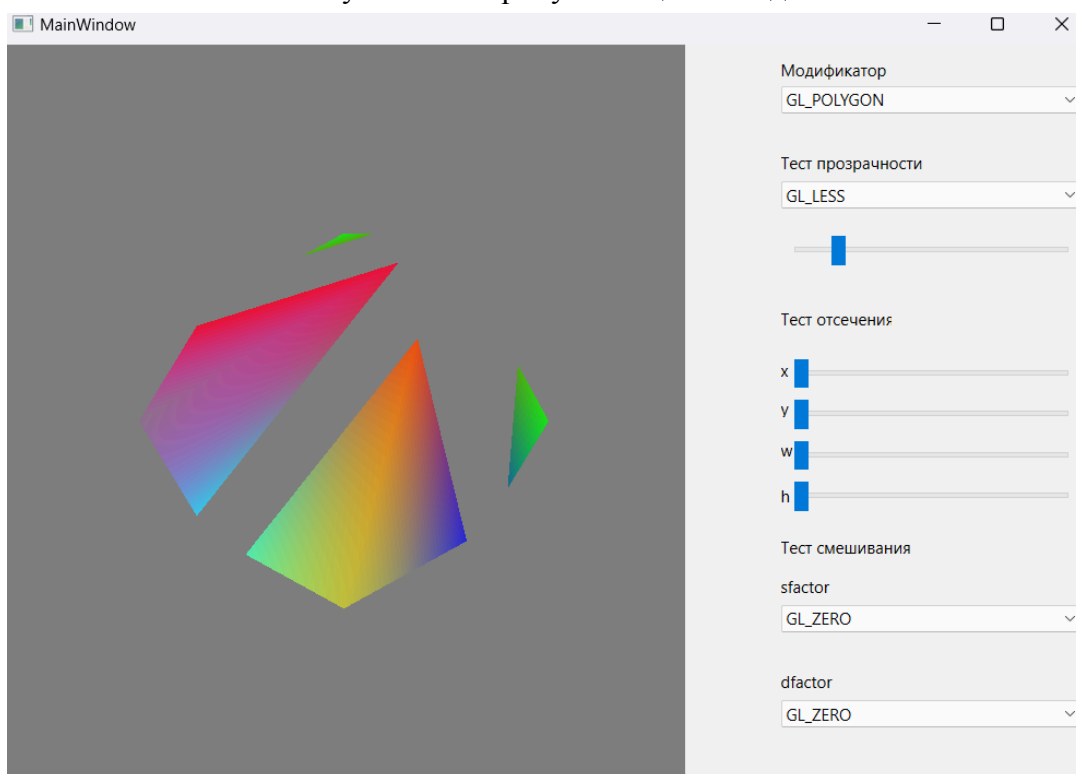 MainWindow
Модификатор
GL_POLYGON
Тест прозрачности
GL_LESS
Тест отсечения
x
y
w
h
Тест смешивания
sfactor
GL_ZERO
dfactor
GL_ZERO